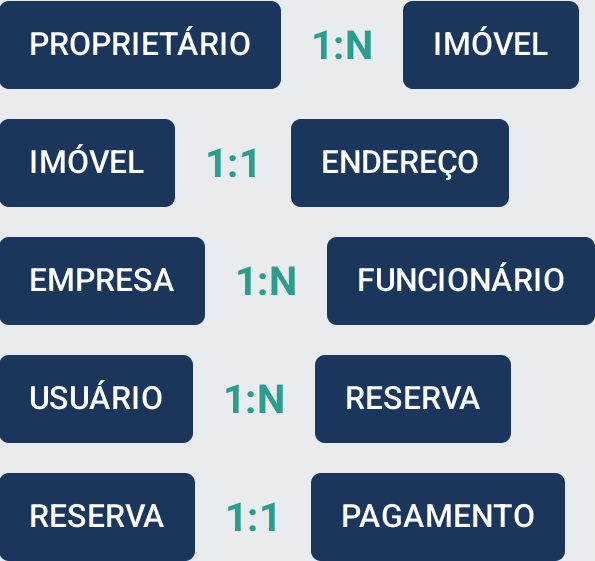 PROPRIETÁRIO 1:N IMÓVEL
IMÓVEL 1:1 ENDEREÇO
EMPRESA 1:N FUNCIONÁRIO
USUÁRIO 1:N RESERVA
RESERVA 1:1 PAGAMENTO